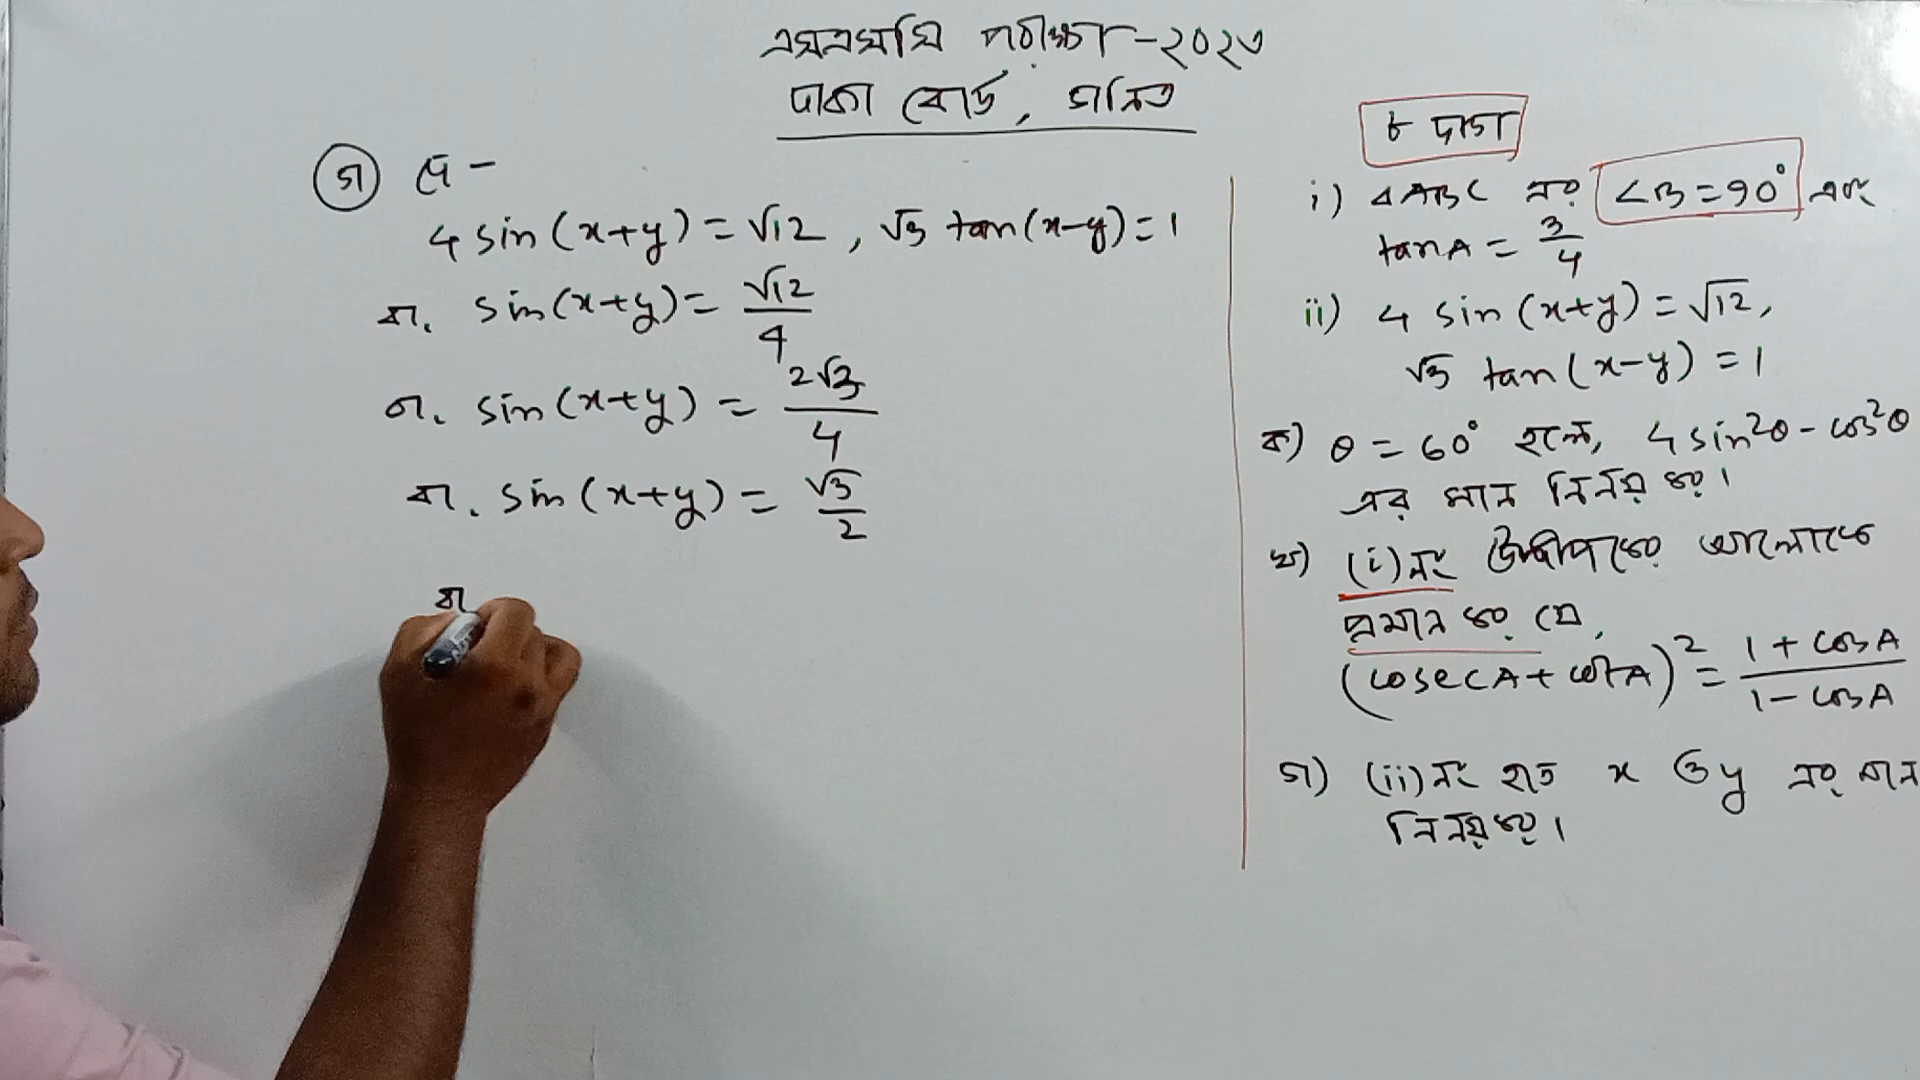 এসএসসি পরীক্ষা-২০২৩
ঢাকা বোর্ড, গণিত
গ দে -
4 sin(x+y) = √12, √3 tan(x-y) = 1
বা, sin(x+y) = √12/4
বা, sin(x+y) = 2√3/4
বা, sin(x+y) = √3/2
বা
৮ দাগ
i) ΔABC এর ∠B = 90° এবং
tanA = 3/4
ii) 4 sin(x+y) = √12,
√3 tan(x-y) = 1
ক) θ = 60° হলে, 4 sin²θ - cos²θ
এর মান নির্ণয় কর।
খ) (i) নং উদ্দীপকের আলোকে
প্রমাণ কর যে,
(cosecA + cotA)² = 1 + cosA / 1 - cosA
গ) (ii) নং হতে x ও y এর মান
নির্ণয় কর।